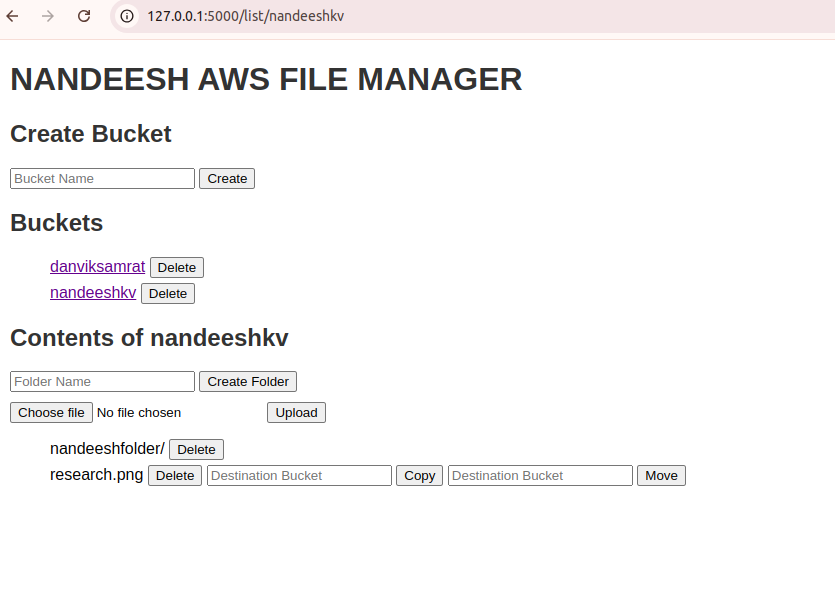 127.0.0.1:5000/list/nandeeshkv
NANDEESH AWS FILE MANAGER
Create Bucket
Bucket Name Create
Buckets
danviksamrat Delete
nandeeshkv Delete
Contents of nandeeshkv
Folder Name Create Folder
Choose file No file chosen Upload
nandeeshfolder/ Delete
research.png Delete Destination Bucket Copy Destination Bucket Move